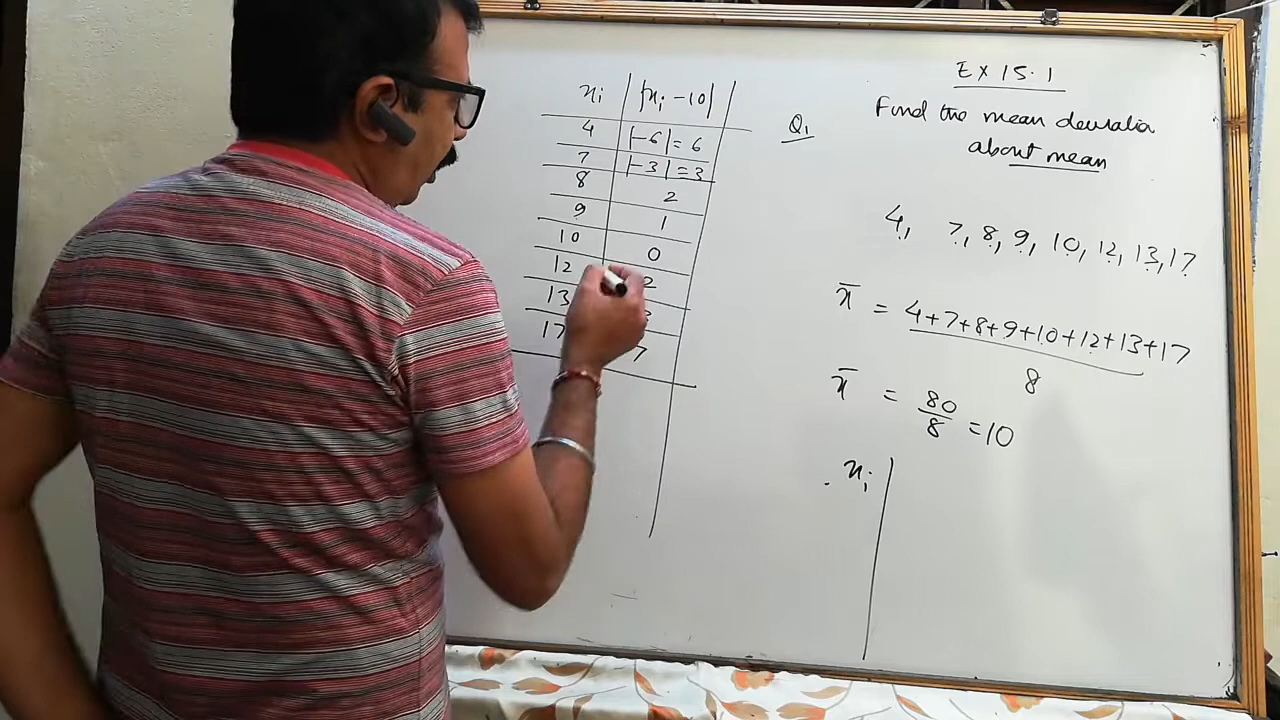 xᵢ |xᵢ - 10|
4 |-6| = 6
7 |-3| = 3
8 2
9 1
10 0
12 2
13 3
17 7
Ex 15.1
Q1 Find the mean deviation
about mean
4, 7, 8, 9, 10, 12, 13, 17
x̄ = 4+7+8+9+10+12+13+17
8
x̄ = 80/8 = 10
xᵢ